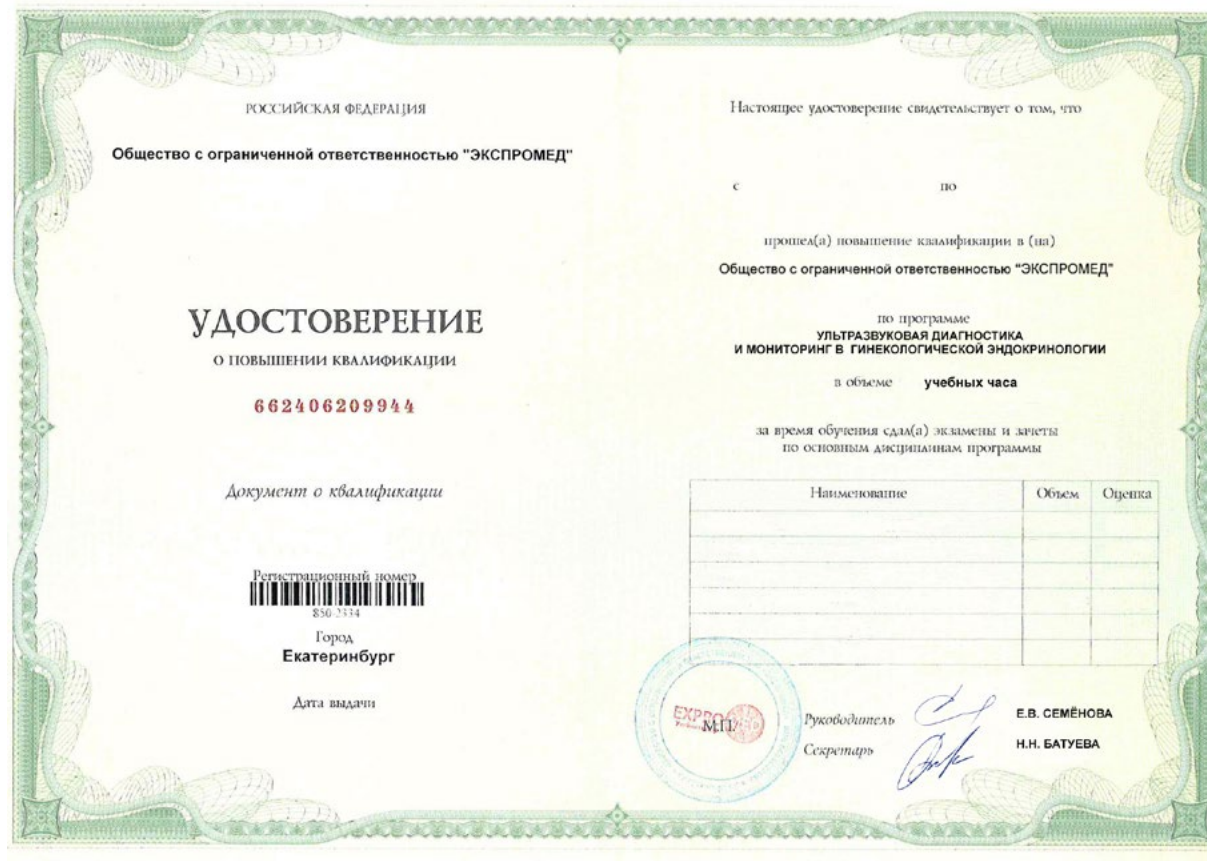 РОССИЙСКАЯ ФЕДЕРАЦИЯ
Общество с ограниченной ответственностью "ЭКСПРОМЕД"
УДОСТОВЕРЕНИЕ
О ПОВЫШЕНИИ КВАЛИФИКАЦИИ
662406209944
Документ о квалификации
Регистрационный номер
850-2334
Город
Екатеринбург
Дата выдачи
Настоящее удостоверение свидетельствует о том, что
с по
прошел(а) повышение квалификации в (на)
Общество с ограниченной ответственностью "ЭКСПРОМЕД"
по программе
УЛЬТРАЗВУКОВАЯ ДИАГНОСТИКА
И МОНИТОРИНГ В ГИНЕКОЛОГИЧЕСКОЙ ЭНДОКРИНОЛОГИИ
в объеме учебных часа
за время обучения сдал(а) экзамены и зачеты
по основным дисциплинам программы
Наименование Объем Оценка
М.П.
Руководитель Е.В. СЕМЁНОВА
Секретарь Н.Н. БАТУЕВА